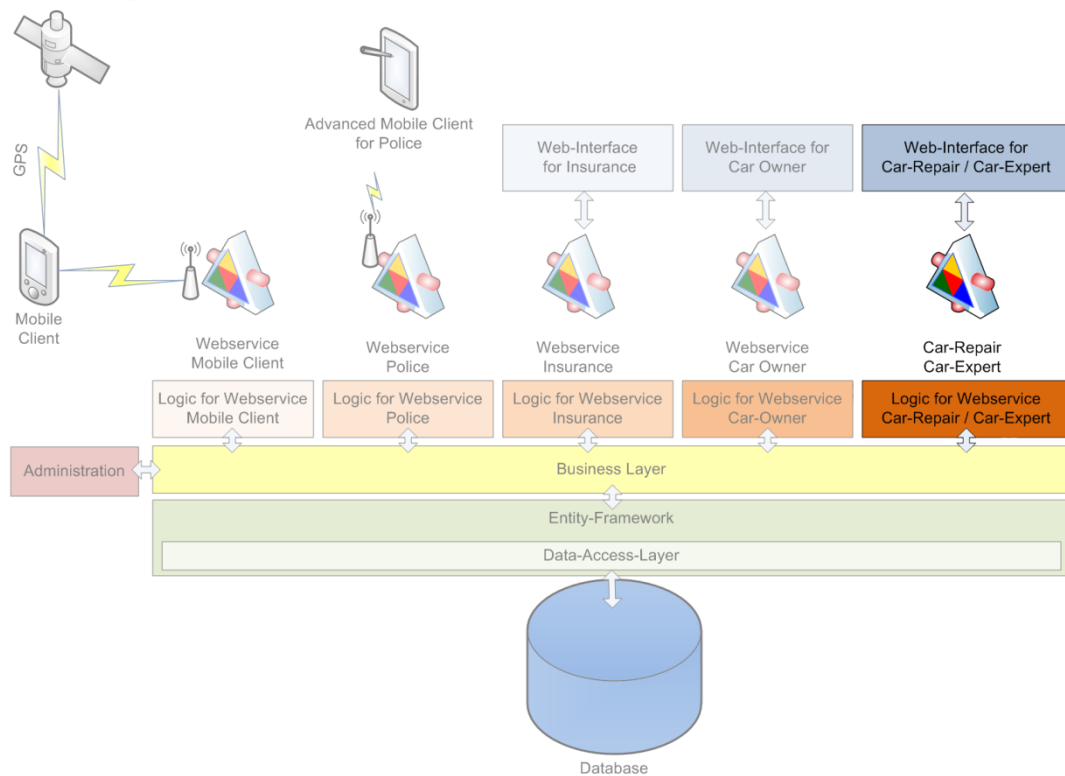 GPS
Advanced Mobile Client
for Police
Web-Interface
for Insurance
Web-Interface for
Car Owner
Web-Interface for
Car-Repair / Car-Expert
Mobile
Client
Webservice
Mobile Client
Webservice
Police
Webservice
Insurance
Webservice
Car Owner
Car-Repair
Car-Expert
Logic for Webservice
Mobile Client
Logic for Webservice
Police
Logic for Webservice
Insurance
Logic for Webservice
Car-Owner
Logic for Webservice
Car-Repair / Car-Expert
Administration
Business Layer
Entity-Framework
Data-Access-Layer
Database